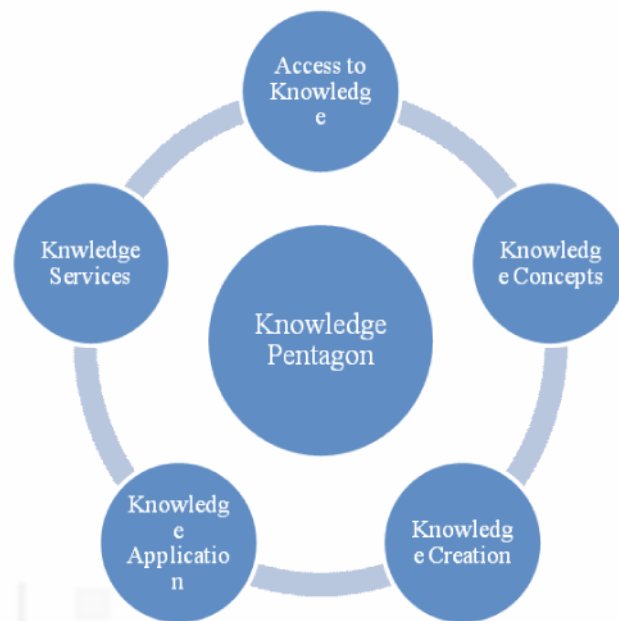 Access to
Knowledg
e
Knwledge
Services
Knowledg
e Concepts
Knowledge
Pentagon
Knowledg
e
Applicatio
n
Knowledg
e Creation